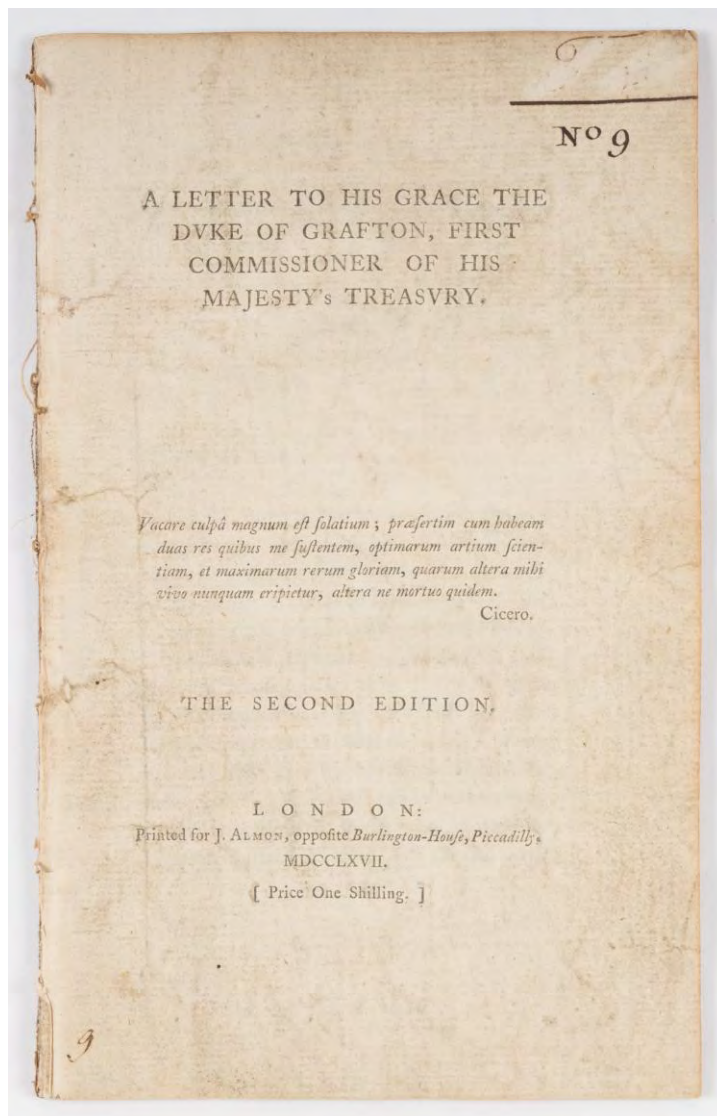 Nº 9
A LETTER TO HIS GRACE THE
DVKE OF GRAFTON, FIRST
COMMISSIONER OF HIS
MAJESTY's TREASVRY.
Vacare culpâ magnum eſt ſolatium ; præſertim cum habeam
duas res quibus me ſuſtentem, optimarum artium ſcien-
tiam, et maximarum rerum gloriam, quarum altera mihi
vivo nunquam eripietur, altera ne mortuo quidem.
Cicero.
THE SECOND EDITION.
LONDON:
Printed for J. ALMON, oppoſite Burlington-Houſe, Piccadilly.
MDCCLXVII.
[ Price One Shilling. ]
9